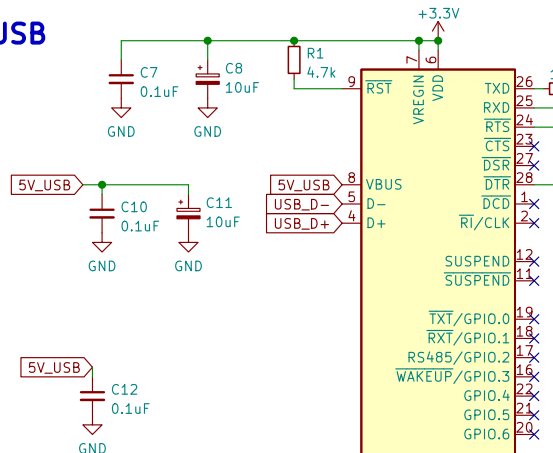 USB
+3.3V
C7
0.1uF
GND
C8
10uF
GND
R1
4.7k
7
6
VREGIN
VDD
9
RST
TXD
26
RXD
25
RTS
24
CTS
23
DSR
27
DTR
28
DCD
1
RI/CLK
2
5V_USB
C10
0.1uF
GND
C11
10uF
GND
5V_USB
8
VBUS
USB_D-
5
D-
USB_D+
4
D+
SUSPEND
12
SUSPEND
11
TXT/GPIO.0
19
RXT/GPIO.1
18
RS485/GPIO.2
17
WAKEUP/GPIO.3
16
GPIO.4
22
GPIO.5
21
GPIO.6
20
5V_USB
C12
0.1uF
GND